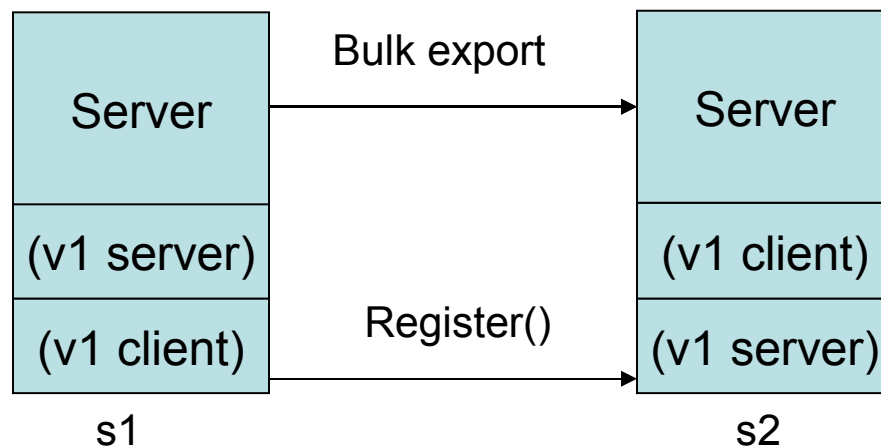 Bulk export
Server
Server
(v1 server)
(v1 client)
Register()
(v1 client)
(v1 server)
s1
s2